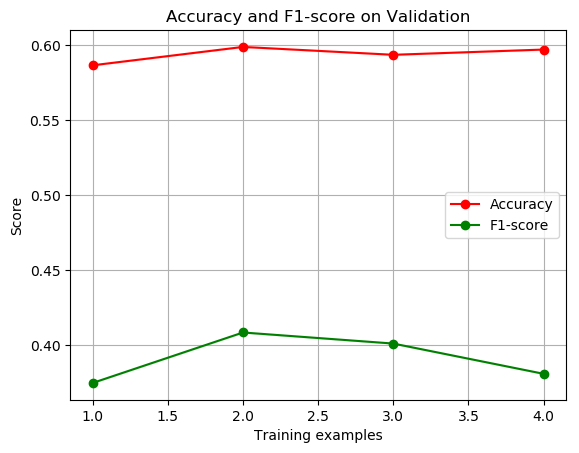 Accuracy and F1-score on Validation
Score
0.60
0.55
0.50
0.45
0.40
Accuracy
F1-score
1.0 1.5 2.0 2.5 3.0 3.5 4.0
Training examples